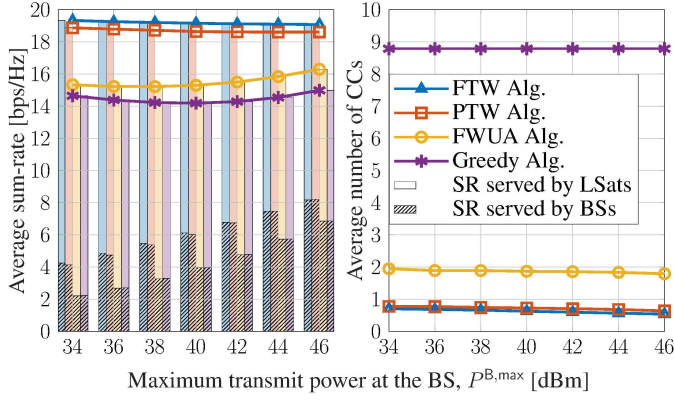 20
18
16
14
12
10
8
6
4
2
0
Average sum-rate [bps/Hz]
34 36 38 40 42 44 46
10
9
8
7
6
5
4
3
2
1
0
Average number of CCs
34 36 38 40 42 44 46
FTW Alg.
PTW Alg.
FWUA Alg.
Greedy Alg.
SR served by LSats
SR served by BSs
Maximum transmit power at the BS, P^{B,max} [dBm]